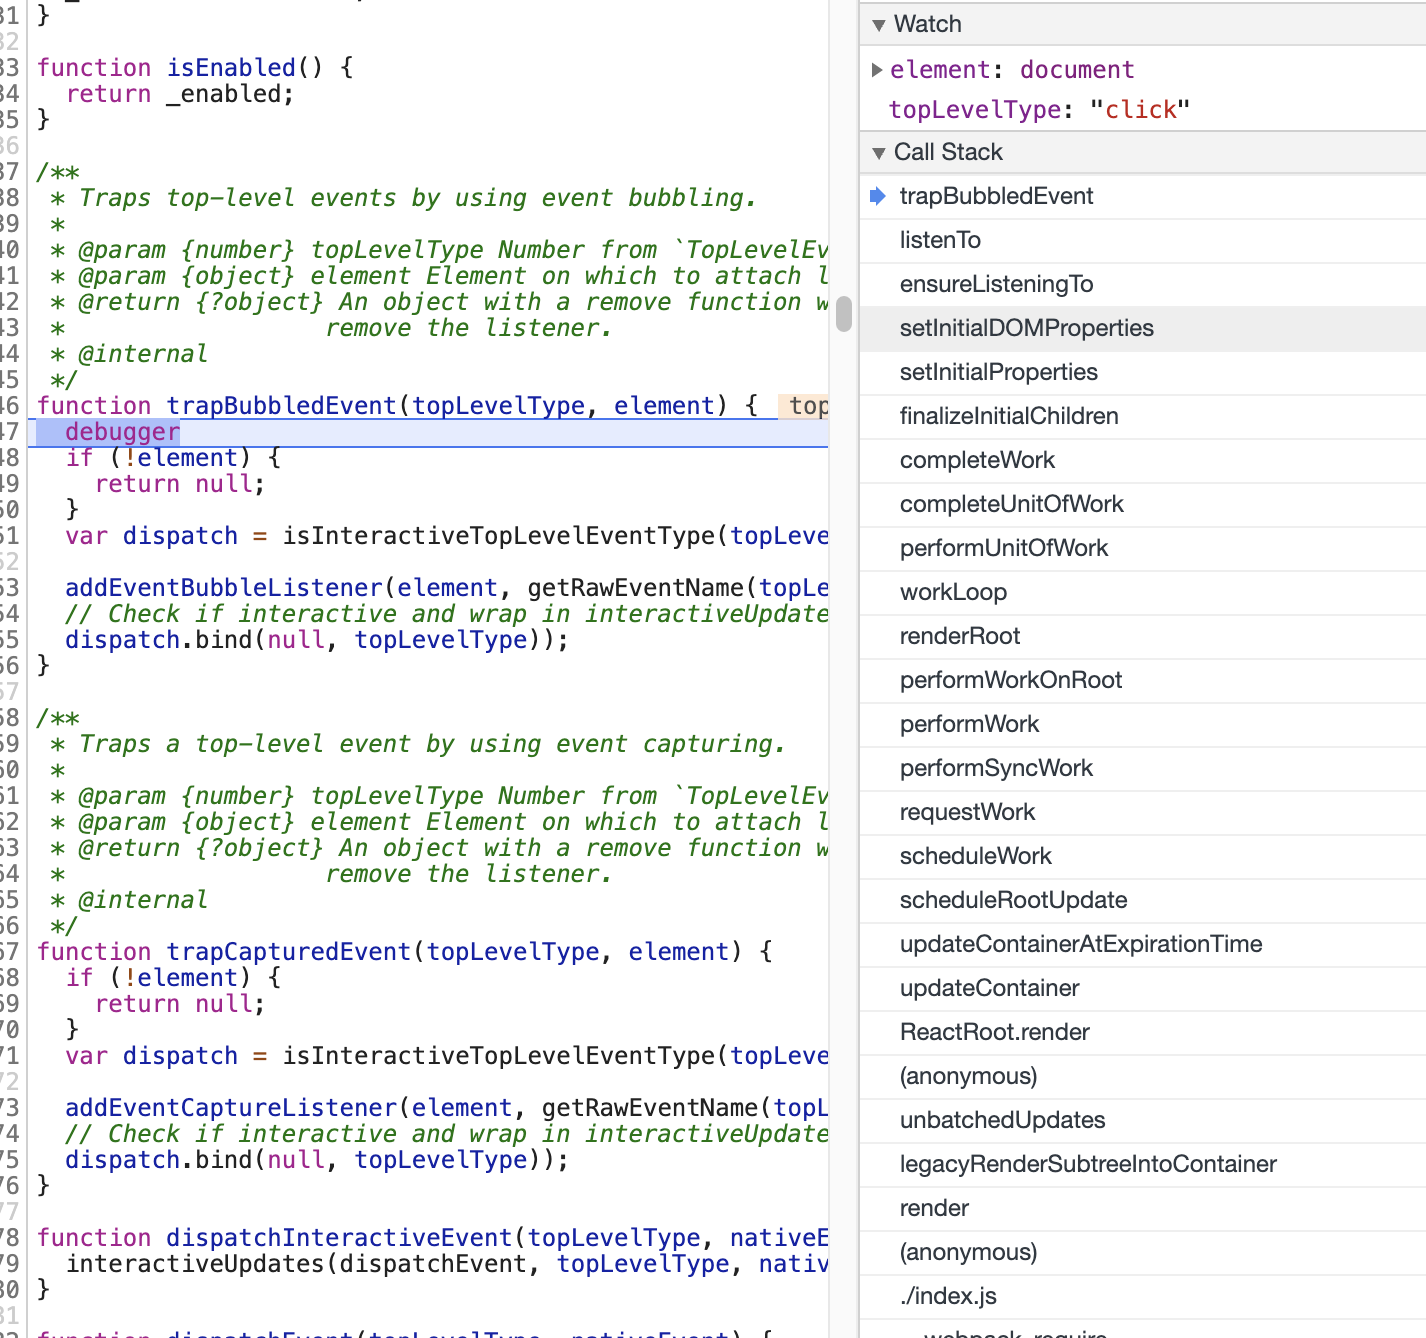 31 }
32
33 function isEnabled() {
34   return _enabled;
35 }
36
37 /**
38  * Traps top-level events by using event bubbling.
39  *
40  * @param {number} topLevelType Number from `TopLevelEv
41  * @param {object} element Element on which to attach l
42  * @return {?object} An object with a remove function w
43  *                  remove the listener.
44  * @internal
45  */
46 function trapBubbledEvent(topLevelType, element) {  top
47   debugger
48   if (!element) {
49     return null;
50   }
51   var dispatch = isInteractiveTopLevelEventType(topLeve
52
53   addEventBubbleListener(element, getRawEventName(topLe
54   // Check if interactive and wrap in interactiveUpdate
55   dispatch.bind(null, topLevelType));
56 }
57
58 /**
59  * Traps a top-level event by using event capturing.
60  *
61  * @param {number} topLevelType Number from `TopLevelEv
62  * @param {object} element Element on which to attach l
63  * @return {?object} An object with a remove function w
64  *                  remove the listener.
65  * @internal
66  */
67 function trapCapturedEvent(topLevelType, element) {
68   if (!element) {
69     return null;
70   }
71   var dispatch = isInteractiveTopLevelEventType(topLeve
72
73   addEventCaptureListener(element, getRawEventName(topL
74   // Check if interactive and wrap in interactiveUpdate
75   dispatch.bind(null, topLevelType));
76 }
77
78 function dispatchInteractiveEvent(topLevelType, nativeE
79   interactiveUpdates(dispatchEvent, topLevelType, nativ
80 }
81
function dispatchEvent(topLevelType, nativeEvent) {
Watch
element: document
topLevelType: "click"
Call Stack
trapBubbledEvent
listenTo
ensureListeningTo
setInitialDOMProperties
setInitialProperties
finalizeInitialChildren
completeWork
completeUnitOfWork
performUnitOfWork
workLoop
renderRoot
performWorkOnRoot
performWork
performSyncWork
requestWork
scheduleWork
scheduleRootUpdate
updateContainerAtExpirationTime
updateContainer
ReactRoot.render
(anonymous)
unbatchedUpdates
legacyRenderSubtreeIntoContainer
render
(anonymous)
./index.js